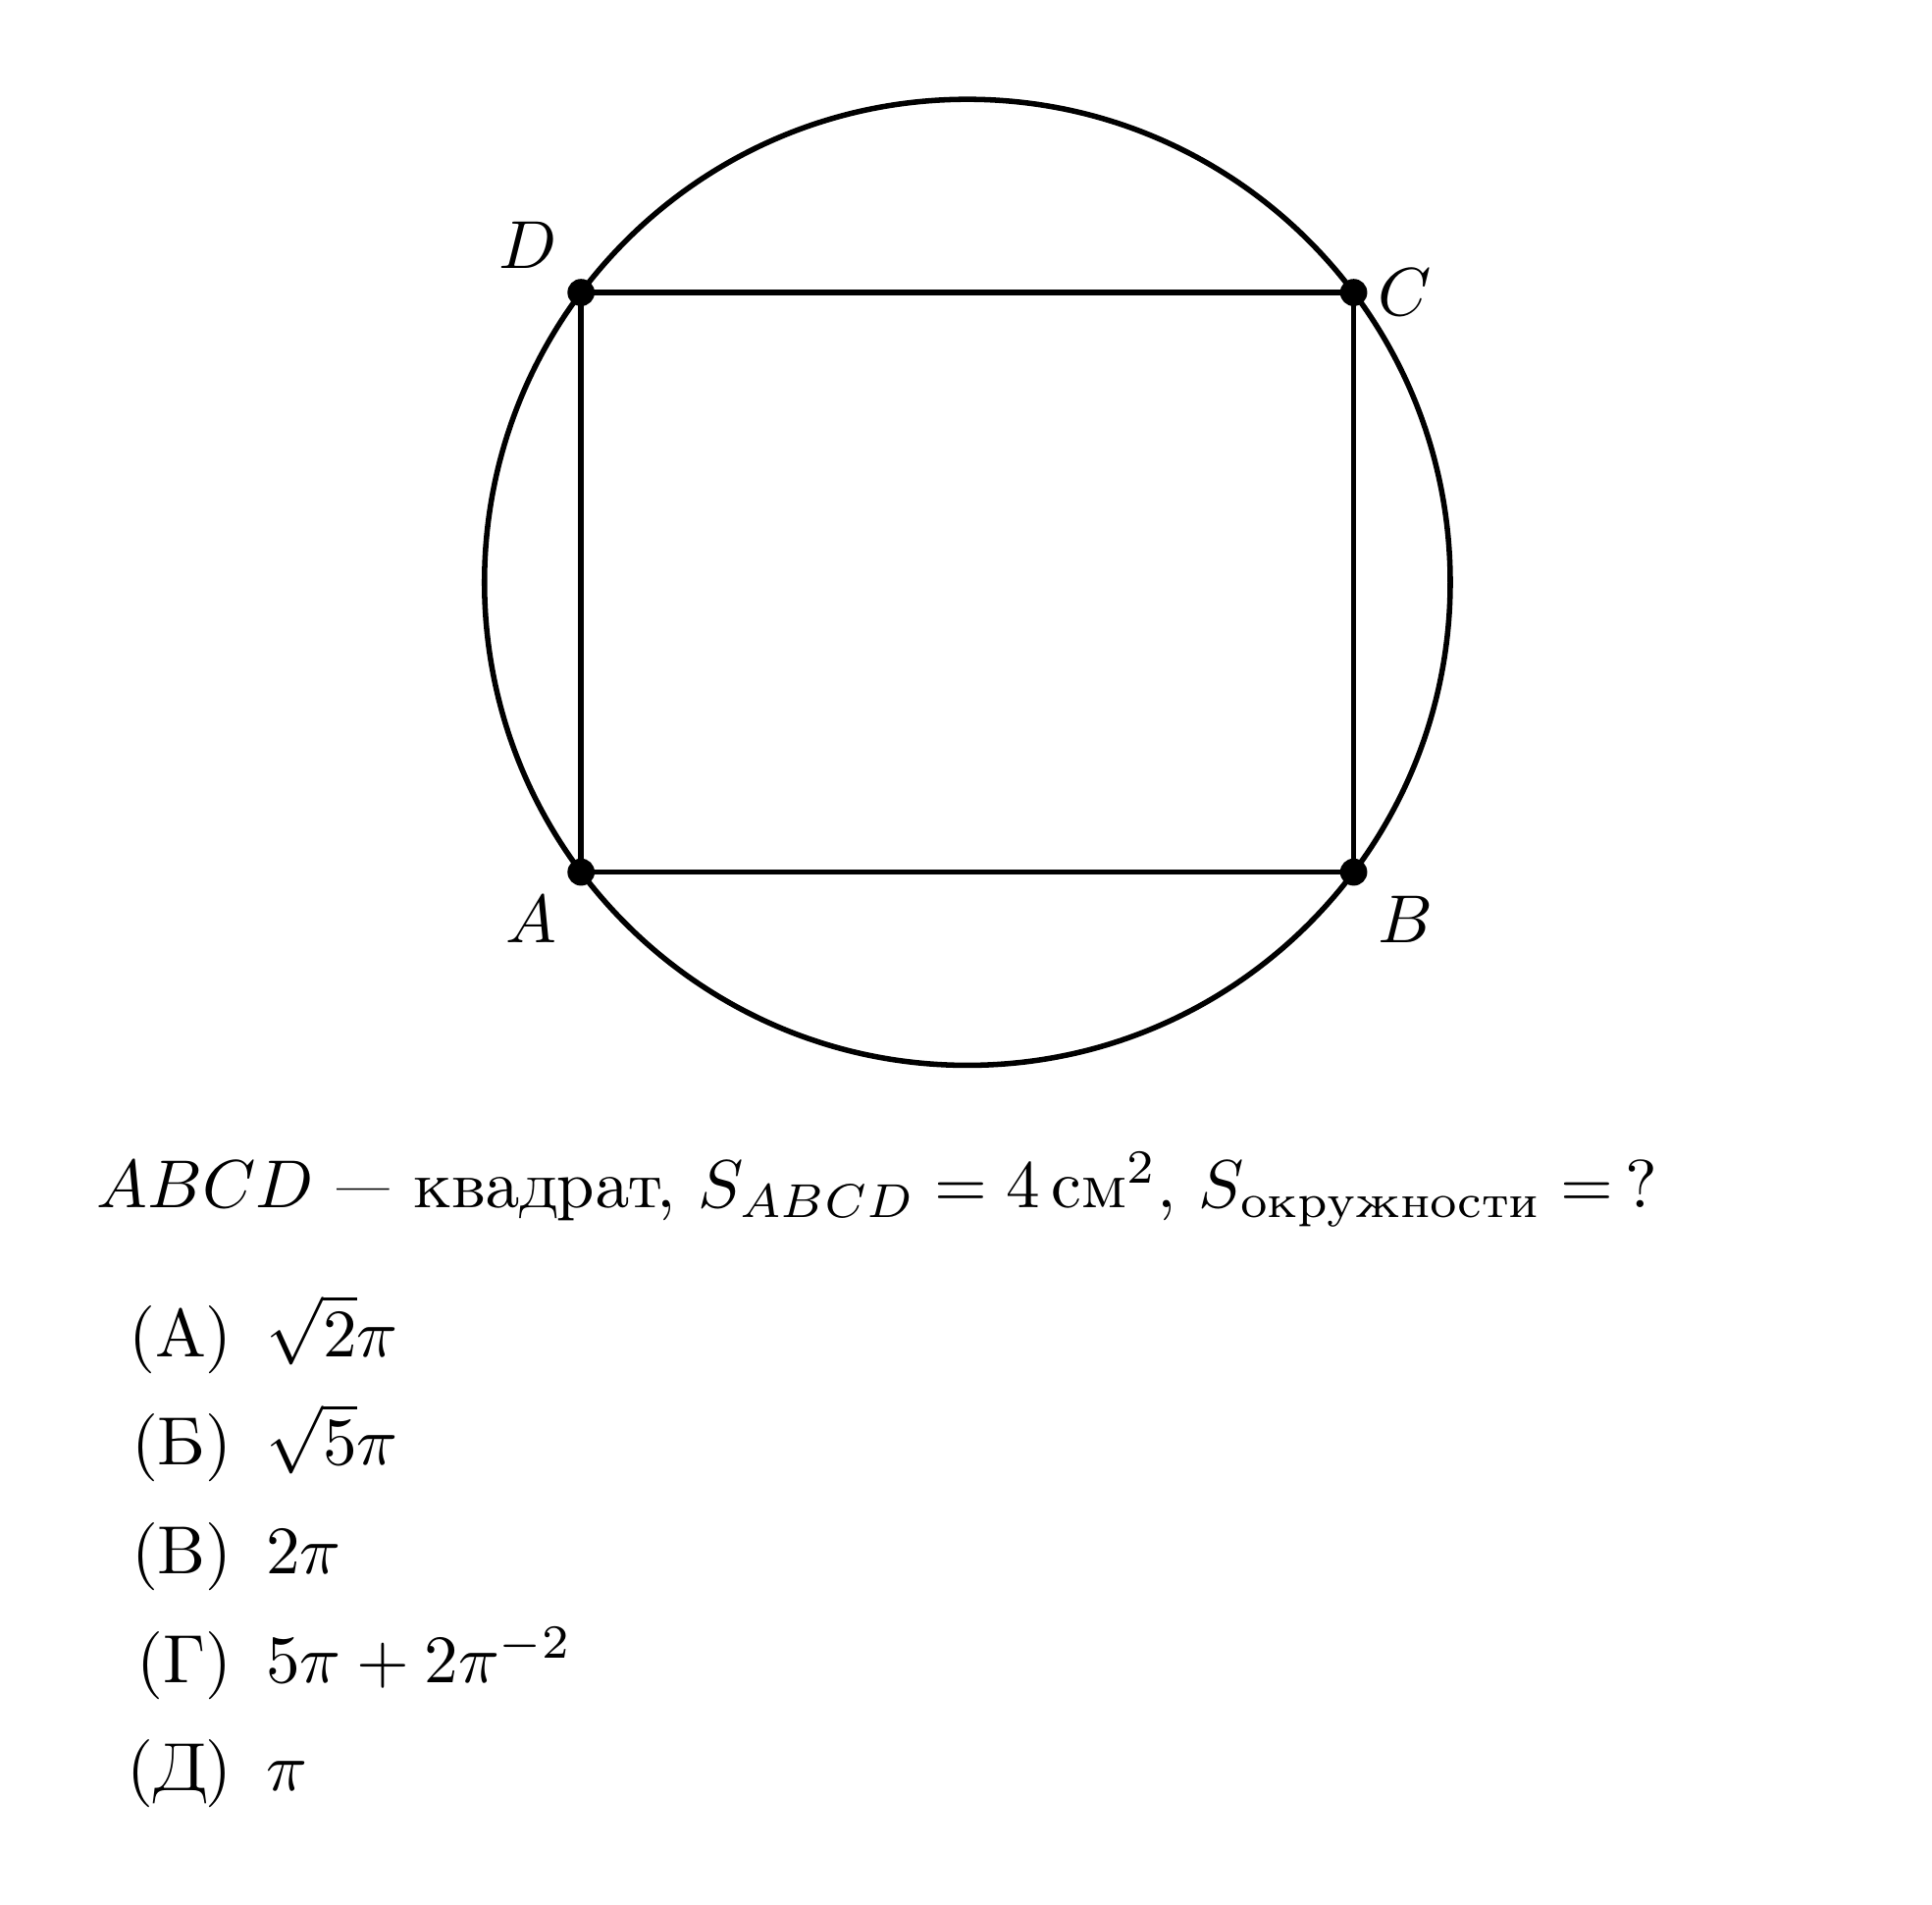 D
C
A
B
ABCD — квадрат, S_{ABCD} = 4 см², S_{окружности} = ?
(А) √2π
(Б) √5π
(В) 2π
(Г) 5π + 2π⁻²
(Д) π